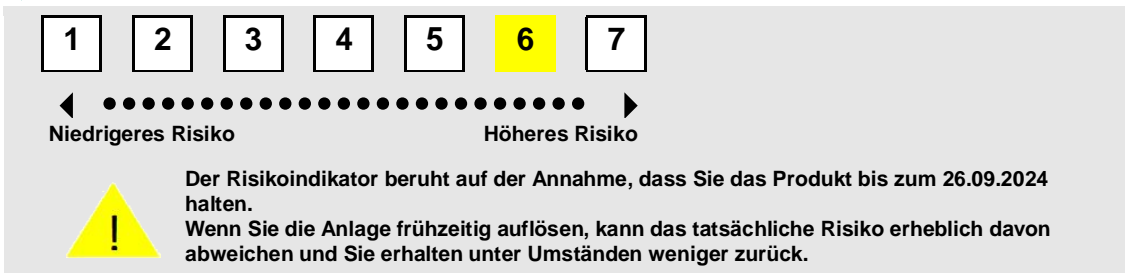 1 2 3 4 5 6 7
Niedrigeres Risiko Höheres Risiko
Der Risikoindikator beruht auf der Annahme, dass Sie das Produkt bis zum 26.09.2024
halten.
Wenn Sie die Anlage frühzeitig auflösen, kann das tatsächliche Risiko erheblich davon
! abweichen und Sie erhalten unter Umständen weniger zurück.